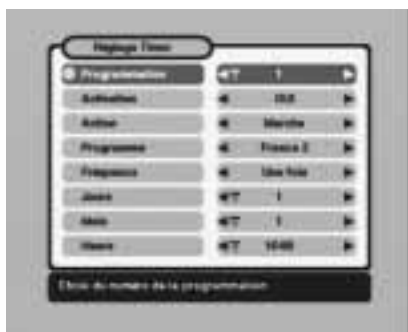 Réglage Timer
Programmation 1
Activation OUI
Action Marche
Programme France 2
Fréquence Une fois
Jours 1
Mois 1
Heure
Choix du numéro de la programmation